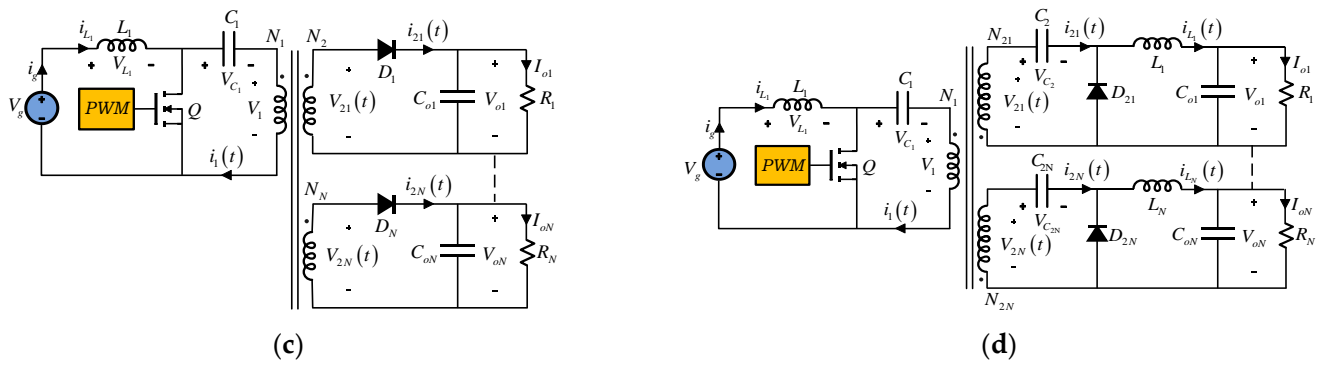 i_{L_1} L_1 C_1 N_1 N_2 i_{21}(t)
V_{L_1} V_{C_1} D_1 I_{o1}
i_g V_g PWM Q V_1 V_{21}(t) C_{o1} V_{o1} R_1
i_1(t)
N_N i_{2N}(t)
D_N I_{oN}
V_{2N}(t) C_{oN} V_{oN} R_N
(c)
N_{21} C_2 i_{21}(t) i_{L_1}(t)
V_{C_2} L_1 I_{o1}
V_{21}(t) D_{21} C_{o1} V_{o1} R_1
i_{L_1} L_1 C_1 N_1
V_{L_1} V_{C_1}
i_g V_g PWM Q V_1
i_1(t)
C_{2N} i_{2N}(t) i_{L_N}(t)
V_{C_{2N}} L_N I_{oN}
V_{2N}(t) D_{2N} C_{oN} V_{oN} R_N
N_{2N}
(d)